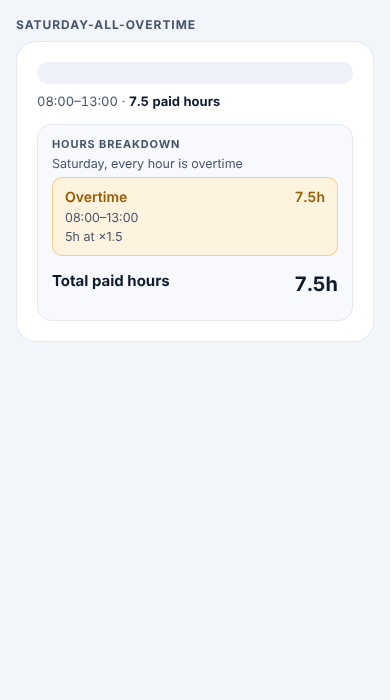 SATURDAY-ALL-OVERTIME
08:00–13:00 · 7.5 paid hours
HOURS BREAKDOWN
Saturday, every hour is overtime
Overtime 7.5h
08:00–13:00
5h at ×1.5
Total paid hours 7.5h